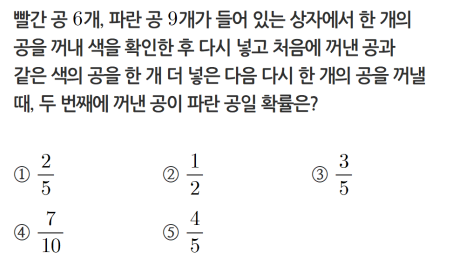 빨간 공 6개, 파란 공 9개가 들어 있는 상자에서 한 개의
공을 꺼내 색을 확인한 후 다시 넣고 처음에 꺼낸 공과
같은 색의 공을 한 개 더 넣은 다음 다시 한 개의 공을 꺼낼
때, 두 번째에 꺼낸 공이 파란 공일 확률은?
① 2/5 ② 1/2 ③ 3/5
④ 7/10 ⑤ 4/5